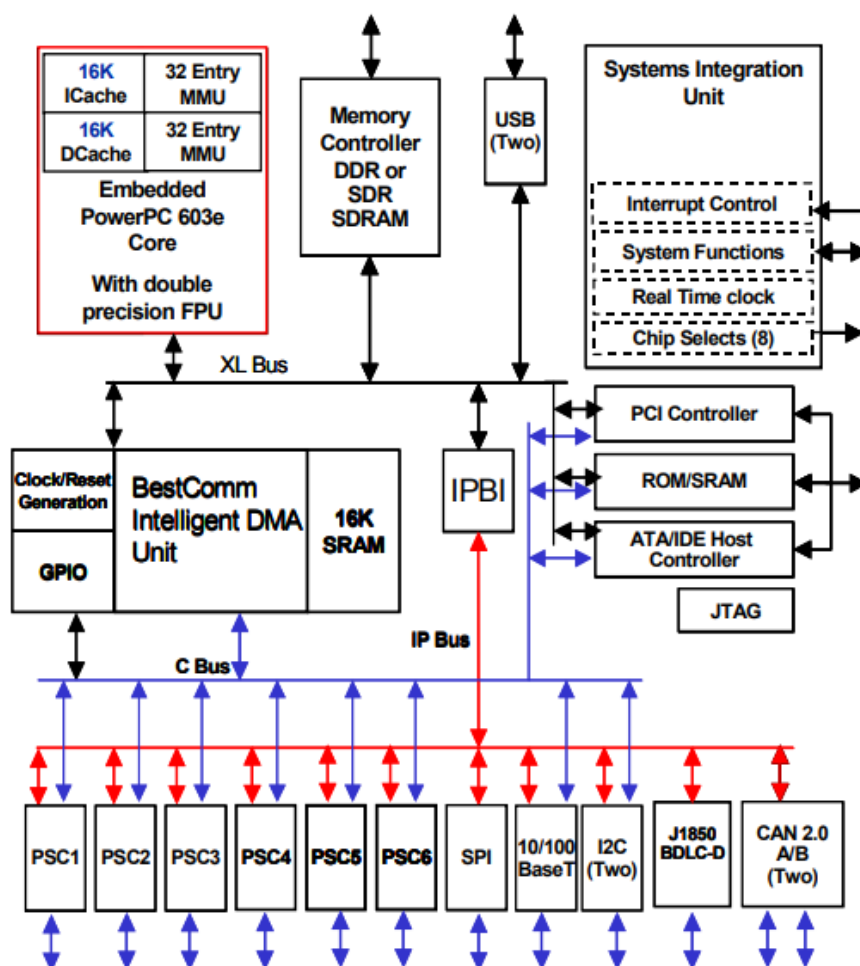 16K
ICache
32 Entry
MMU
16K
DCache
32 Entry
MMU
Embedded
PowerPC 603e
Core
With double
precision FPU
Memory
Controller
DDR or
SDR
SDRAM
USB
(Two)
Systems Integration
Unit
Interrupt Control
System Functions
Real Time clock
Chip Selects (8)
XL Bus
Clock/Reset
Generation
GPIO
BestComm
Intelligent DMA
Unit
16K
SRAM
IPBI
PCI Controller
ROM/SRAM
ATA/IDE Host
Controller
JTAG
IP Bus
C Bus
PSC1
PSC2
PSC3
PSC4
PSC5
PSC6
SPI
10/100
BaseT
I2C
(Two)
J1850
BDLC-D
CAN 2.0
A/B
(Two)